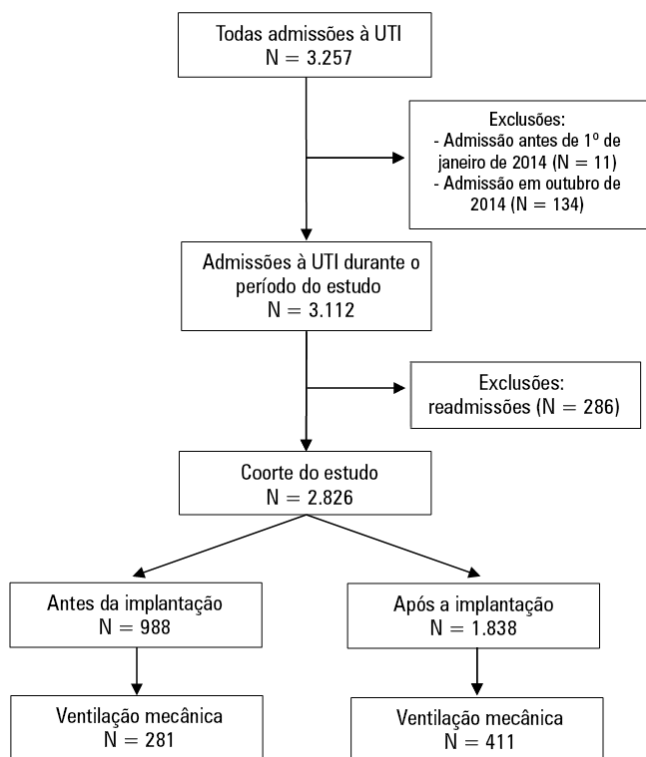 Todas admissões à UTI
N = 3.257
Exclusões:
- Admissão antes de 1º de
janeiro de 2014 (N = 11)
- Admissão em outubro de
2014 (N = 134)
Admissões à UTI durante o
período do estudo
N = 3.112
Exclusões:
readmissões (N = 286)
Coorte do estudo
N = 2.826
Antes da implantação
N = 988
Após a implantação
N = 1.838
Ventilação mecânica
N = 281
Ventilação mecânica
N = 411